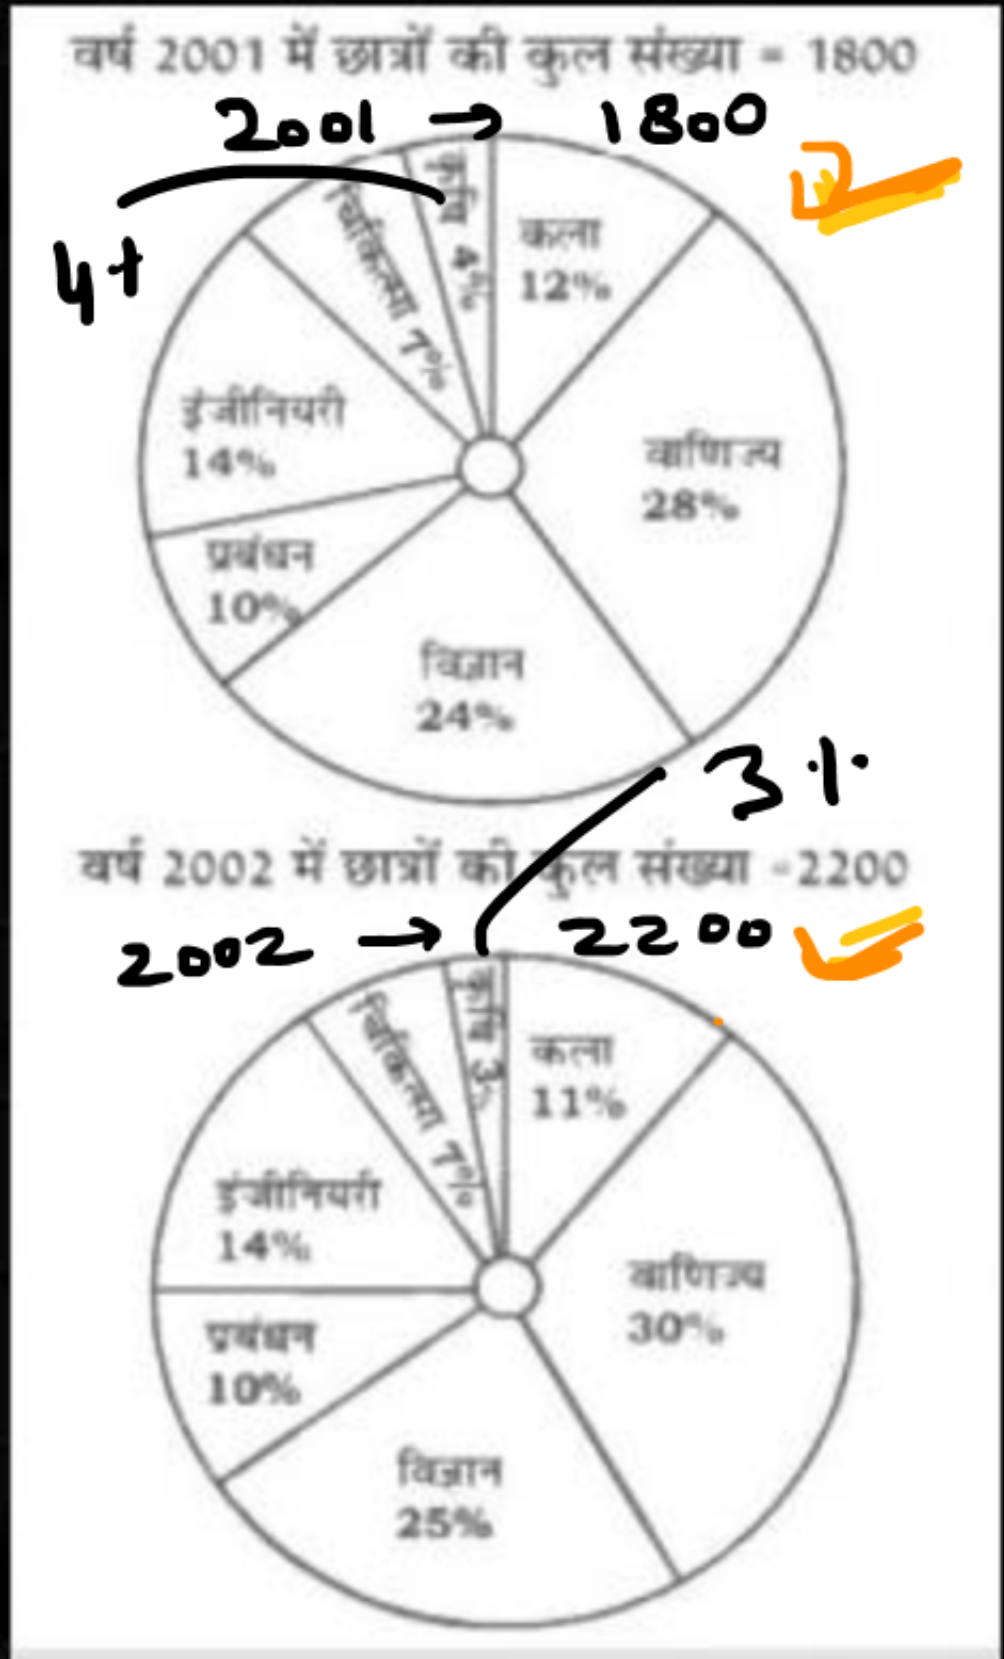 वर्ष 2001 में छात्रों की कुल संख्या = 1800
2001 → 1800
4%
कृषि 4%
चिकित्सा 7%
कला
12%
इंजीनियरी
14%
वाणिज्य
28%
प्रबंधन
10%
विज्ञान
24%
3%
वर्ष 2002 में छात्रों की कुल संख्या -2200
2002 → 2200
कृषि 3%
चिकित्सा 7%
कला
11%
इंजीनियरी
14%
वाणिज्य
30%
प्रबंधन
10%
विज्ञान
25%